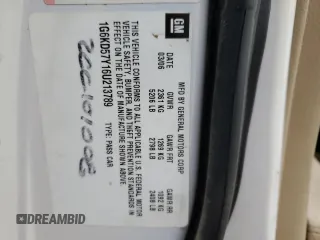 GM
MFD BY GENERAL MOTORS CORP
DATE GVWR GAWR FRT GAWR RR
03/06 2361 KG 1269 KG 1092 KG
5206 LB 2798 LB 2408 LB
THIS VEHICLE CONFORMS TO ALL APPLICABLE U.S. FEDERAL MOTOR
VEHICLE SAFETY, BUMPER, AND THEFT PREVENTION STANDARDS IN
EFFECT ON THE DATE OF MANUFACTURE SHOWN ABOVE.
1G6KD57Y16U213789 TYPE: PASS CAR
DREAMBID